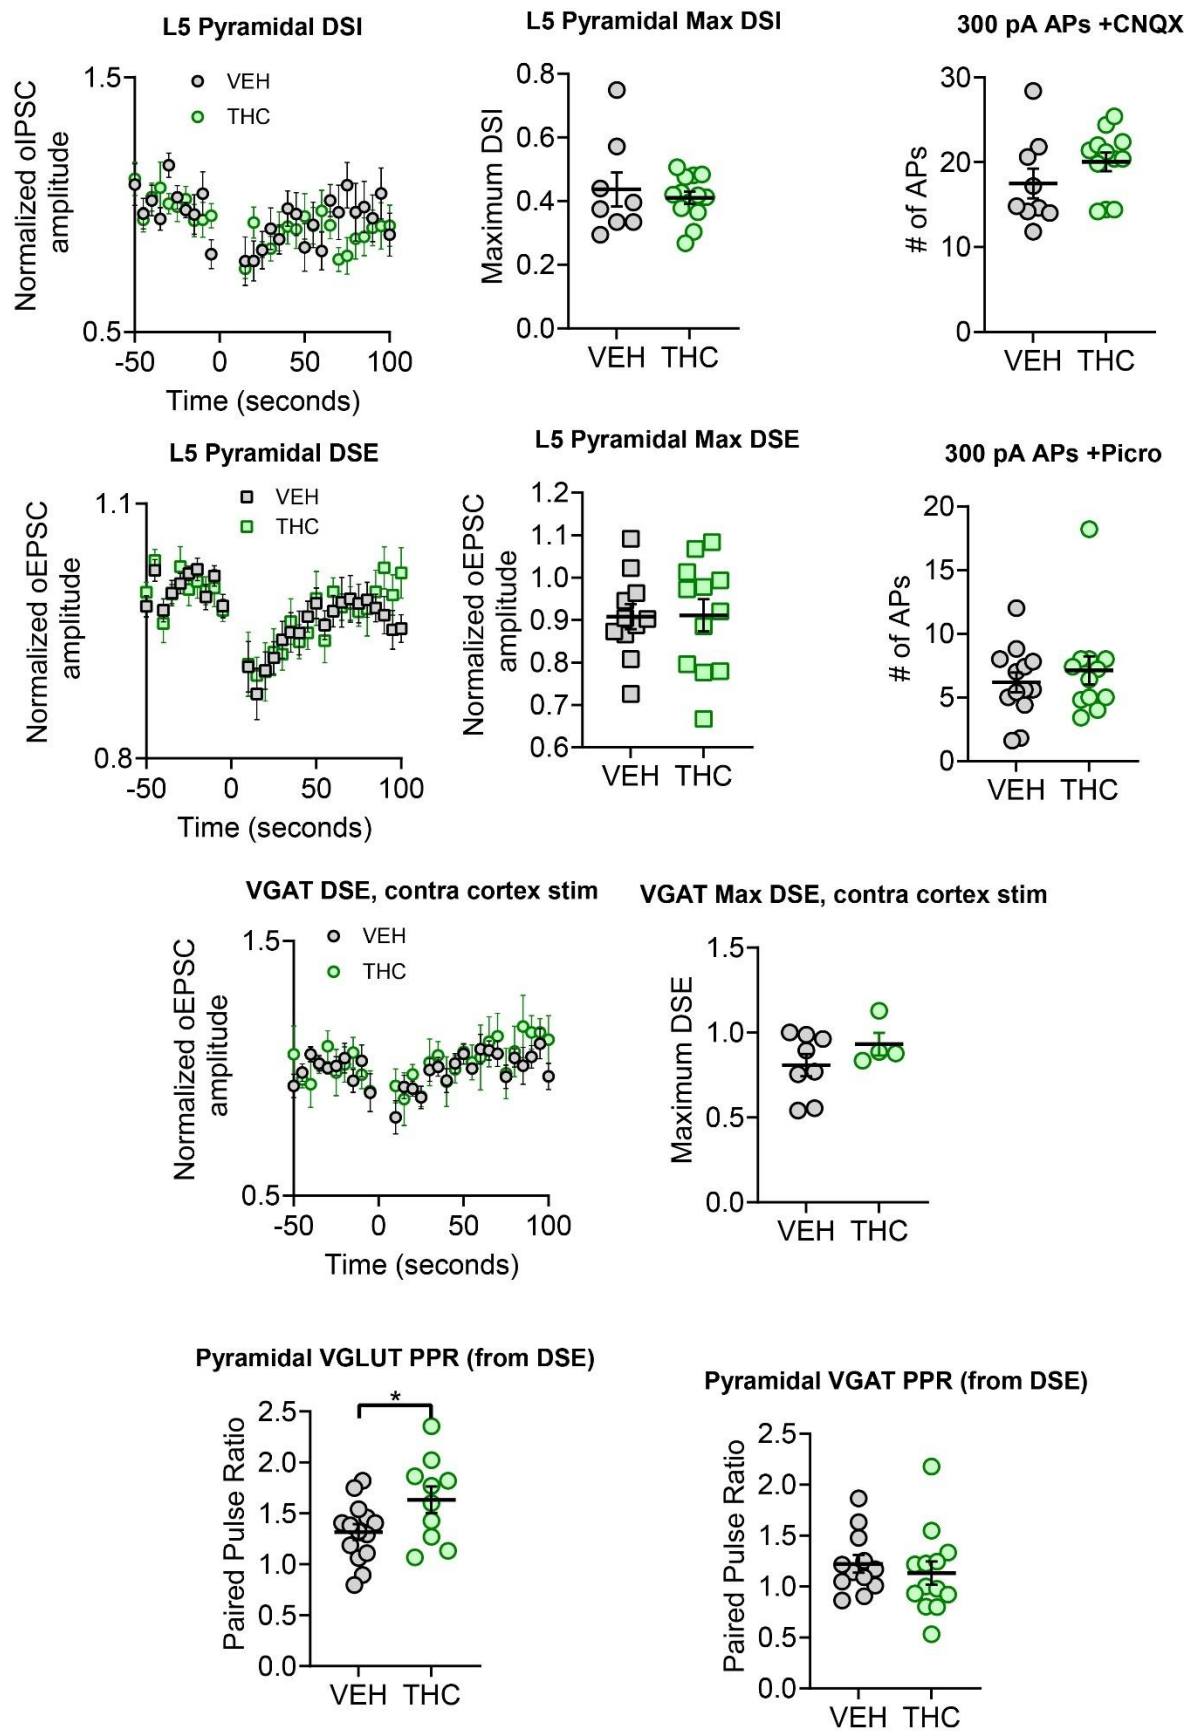 L5 Pyramidal DSI
Normalized oIPSC
amplitude
1.5
0.5
VEH
THC
-50 0 50 100
Time (seconds)
L5 Pyramidal Max DSI
Maximum DSI
0.8
0.6
0.4
0.2
0.0
VEH THC
300 pA APs +CNQX
# of APs
30
20
10
0
VEH THC
L5 Pyramidal DSE
Normalized oEPSC
amplitude
1.1
0.8
VEH
THC
-50 0 50 100
Time (seconds)
L5 Pyramidal Max DSE
Normalized oEPSC
amplitude
1.2
1.1
1.0
0.9
0.8
0.7
0.6
VEH THC
300 pA APs +Picro
# of APs
20
15
10
5
0
VEH THC
VGAT DSE, contra cortex stim
Normalized oEPSC
amplitude
1.5
0.5
VEH
THC
-50 0 50 100
Time (seconds)
VGAT Max DSE, contra cortex stim
Maximum DSE
1.5
1.0
0.5
0.0
VEH THC
Pyramidal VGLUT PPR (from DSE)
Paired Pulse Ratio
2.5
2.0
1.5
1.0
0.5
0.0
*
VEH THC
Pyramidal VGAT PPR (from DSE)
Paired Pulse Ratio
2.5
2.0
1.5
1.0
0.5
0.0
VEH THC